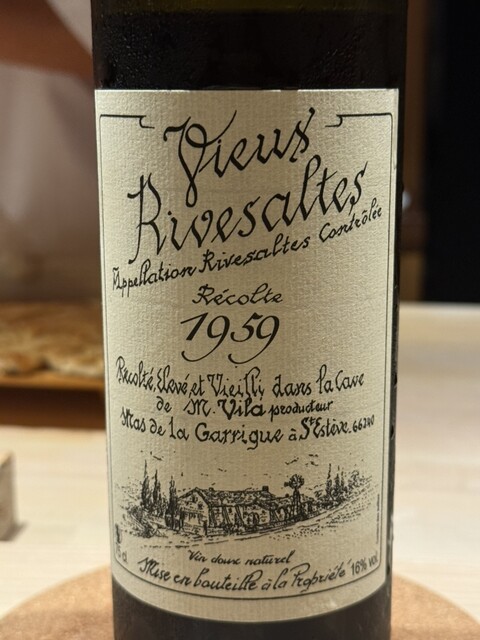 Vieux
Rivesaltes
Appellation Rivesaltes Contrôlée
Récolte
1959
Récolté, Elevé, et Vieilli, dans la Cave
de M. Vila producteur
Mas de la Garrigue à St Estève. 66240
Vin doux naturel
Mise en bouteille à la Propriété 16% vol.
cl